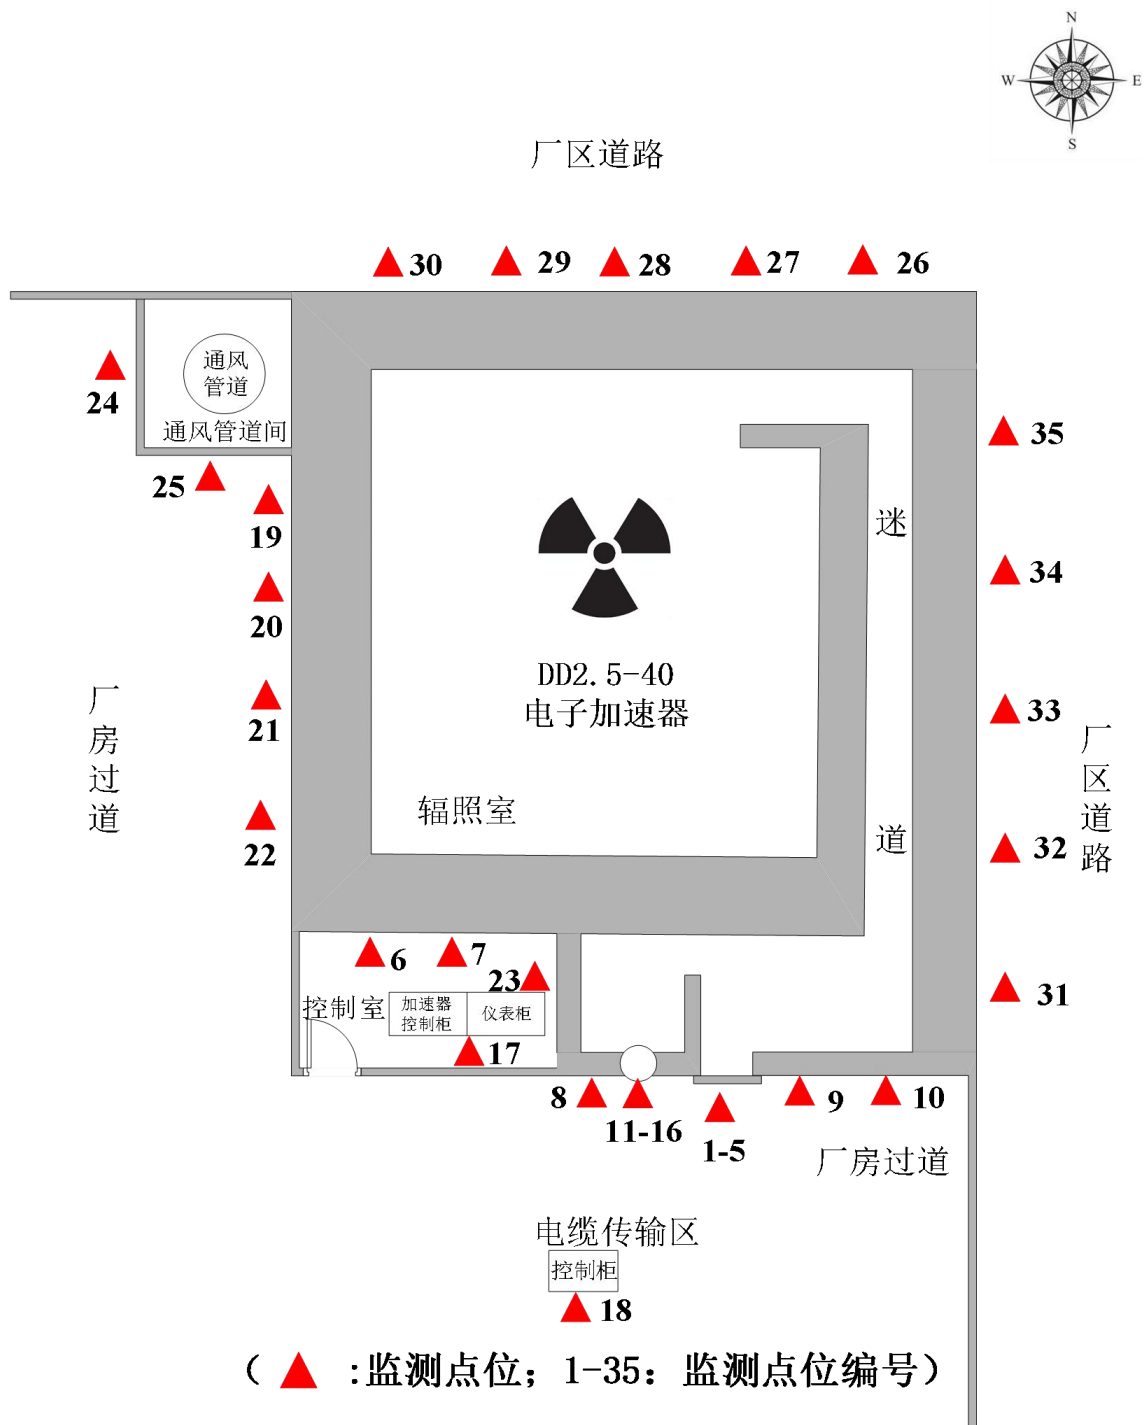 N
W
E
S
厂区道路
30
29
28
27
26
通风
管道
通风管道间
24
25
19
20
21
22
厂房过道
迷道
35
34
33
32
31
厂区道路
DD2.5-40
电子加速器
辐照室
6
7
23
控制室
加速器
控制柜
仪表柜
17
8
11-16
1-5
9
10
厂房过道
电缆传输区
控制柜
18
（ :监测点位；1-35：监测点位编号）